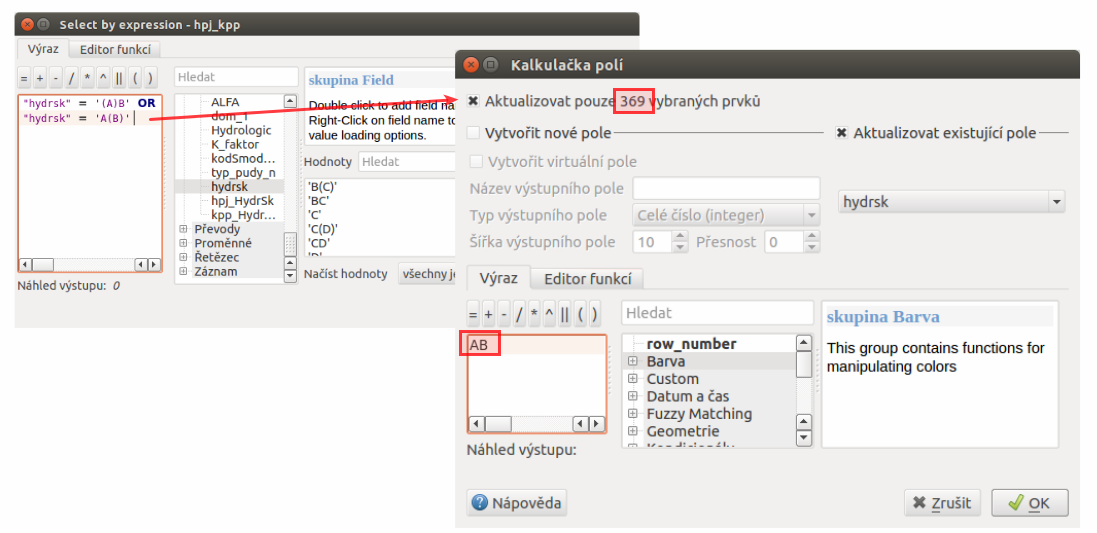 Select by expression - hpj_kpp
Výraz
Editor funkcí
= + - / * ^ || ( )
"hydrsk" = '(A)B' OR
"hydrsk" = 'A(B)'
Náhled výstupu: 0
Hledat
ALFA
dom_1
Hydrologic
K_faktor
kodSmod...
typ_pudy_n
hydrsk
hpj_HydrSk
kpp_Hydr...
Převody
Proměnné
Řetězec
Záznam
skupina Field
Double click to add field na
Right-Click on field name to
value loading options.
Hodnoty
Hledat
'B(C)'
'BC'
'C'
'C(D)'
'CD'
'D'
Načíst hodnoty
všechny je
Kalkulačka polí
Aktualizovat pouze 369 vybraných prvků
Vytvořit nové pole
Aktualizovat existující pole
Vytvořit virtuální pole
Název výstupního pole
Typ výstupního pole
Celé číslo (integer)
Šířka výstupního pole
10
Přesnost
0
hydrsk
Výraz
Editor funkcí
= + - / * ^ || ( )
AB
Náhled výstupu:
Hledat
row_number
Barva
Custom
Datum a čas
Fuzzy Matching
Geometrie
Kondicionály
skupina Barva
This group contains functions for
manipulating colors
Nápověda
Zrušit
OK